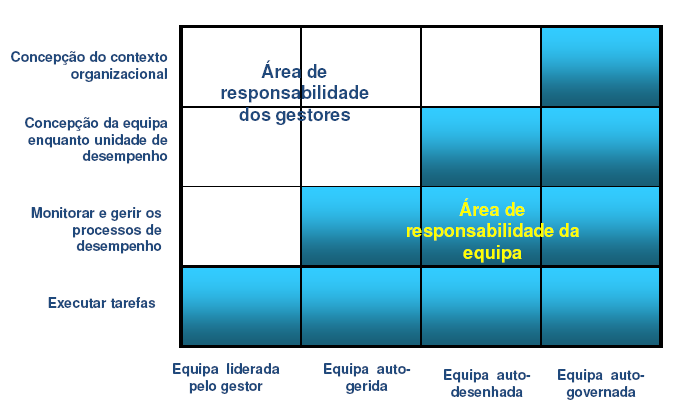 Concepção do contexto
organizacional
Área de
responsabilidade
dos gestores
Concepção da equipa
enquanto unidade de
desempenho
Monitorar e gerir os
processos de
desempenho
Área de
responsabilidade da
equipa
Executar tarefas
Equipa liderada
pelo gestor
Equipa auto-
gerida
Equipa auto-
desenhada
Equipa auto-
governada